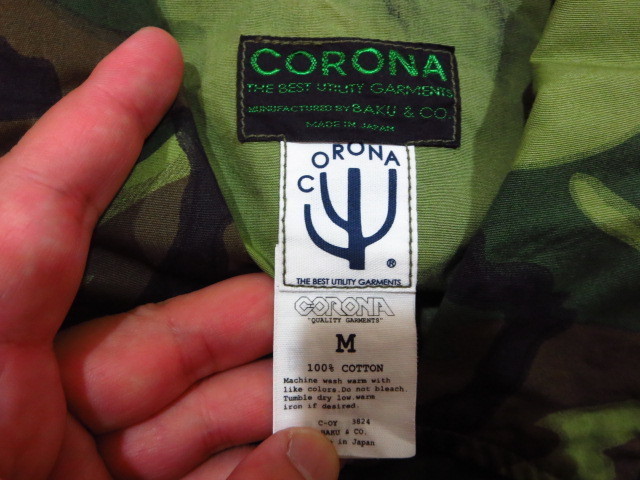 CORONA
THE BEST UTILITY GARMENTS
MANUFACTURED BY BAKU & CO.
MADE IN JAPAN
CORONA
®
THE BEST UTILITY GARMENTS
CORONA
"QUALITY GARMENTS"
M
100% COTTON
Machine wash warm with
like colors.Do not bleach.
Tumble dry low.warm
iron if desired.
C-OY 3824
BAKU & CO.
in Japan